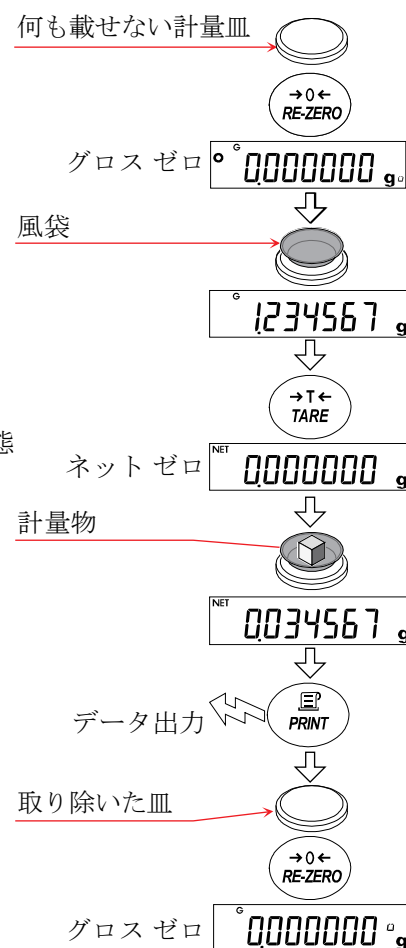 何も載せない計量皿
→0←
RE-ZERO
グロス ゼロ
G
0.000000 g
風袋
G
1.234567 g
→T←
TARE
態
ネット ゼロ
NET
0.000000 g
計量物
NET
0.034567 g
データ出力
PRINT
取り除いた皿
→0←
RE-ZERO
グロス ゼロ
G
0.000000 g